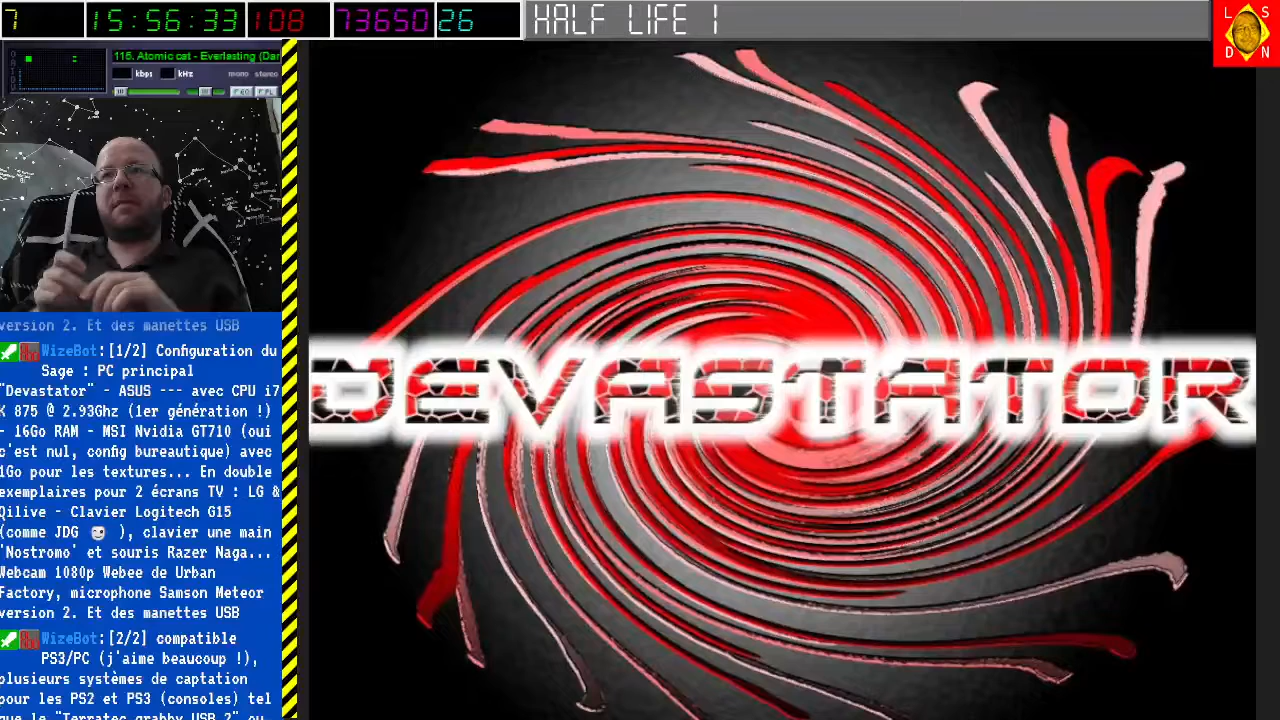 7 15:56:33 108 73650 26 HALF LIFE 1
L S
D N
115. Atomic cat - Everlasting (Dar
kbps kHz mono stereo
version 2. Et des manettes USB
WizeBot:[1/2] Configuration du
Sage : PC principal
"Devastator" - ASUS --- avec CPU i7
K 875 @ 2.93Ghz (1er génération !)
- 16Go RAM - MSI Nvidia GT710 (oui
c'est nul, config bureautique) avec
1Go pour les textures... En double
exemplaires pour 2 écrans TV : LG &
Qilive - Clavier Logitech G15
(comme JDG ), clavier une main
'Nostromo' et souris Razer Naga...
Webcam 1080p Webee de Urban
Factory, microphone Samson Meteor
version 2. Et des manettes USB
WizeBot:[2/2] compatible
PS3/PC (j'aime beaucoup !),
plusieurs systèmes de captation
pour les PS2 et PS3 (consoles) tel
que le "Terratec grabby USB 2" ou
DEVASTATOR